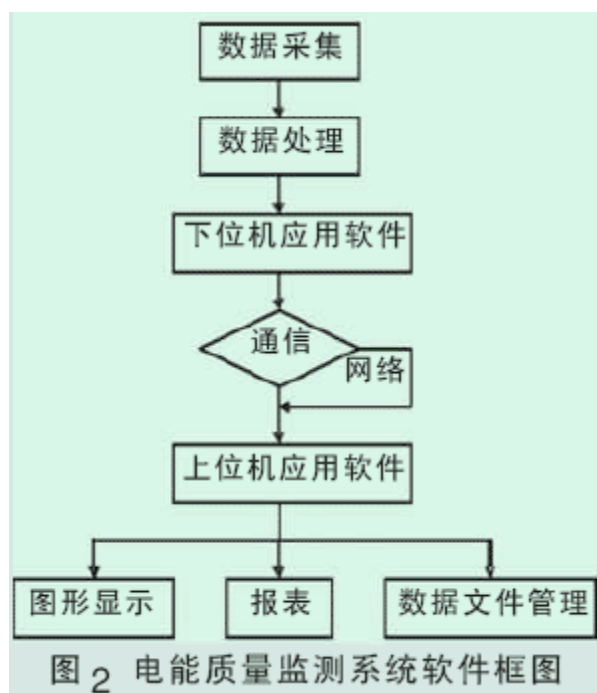 数据采集
数据处理
下位机应用软件
通信
网络
上位机应用软件
图形显示
报表
数据文件管理
图 2 电能质量监测系统软件框图